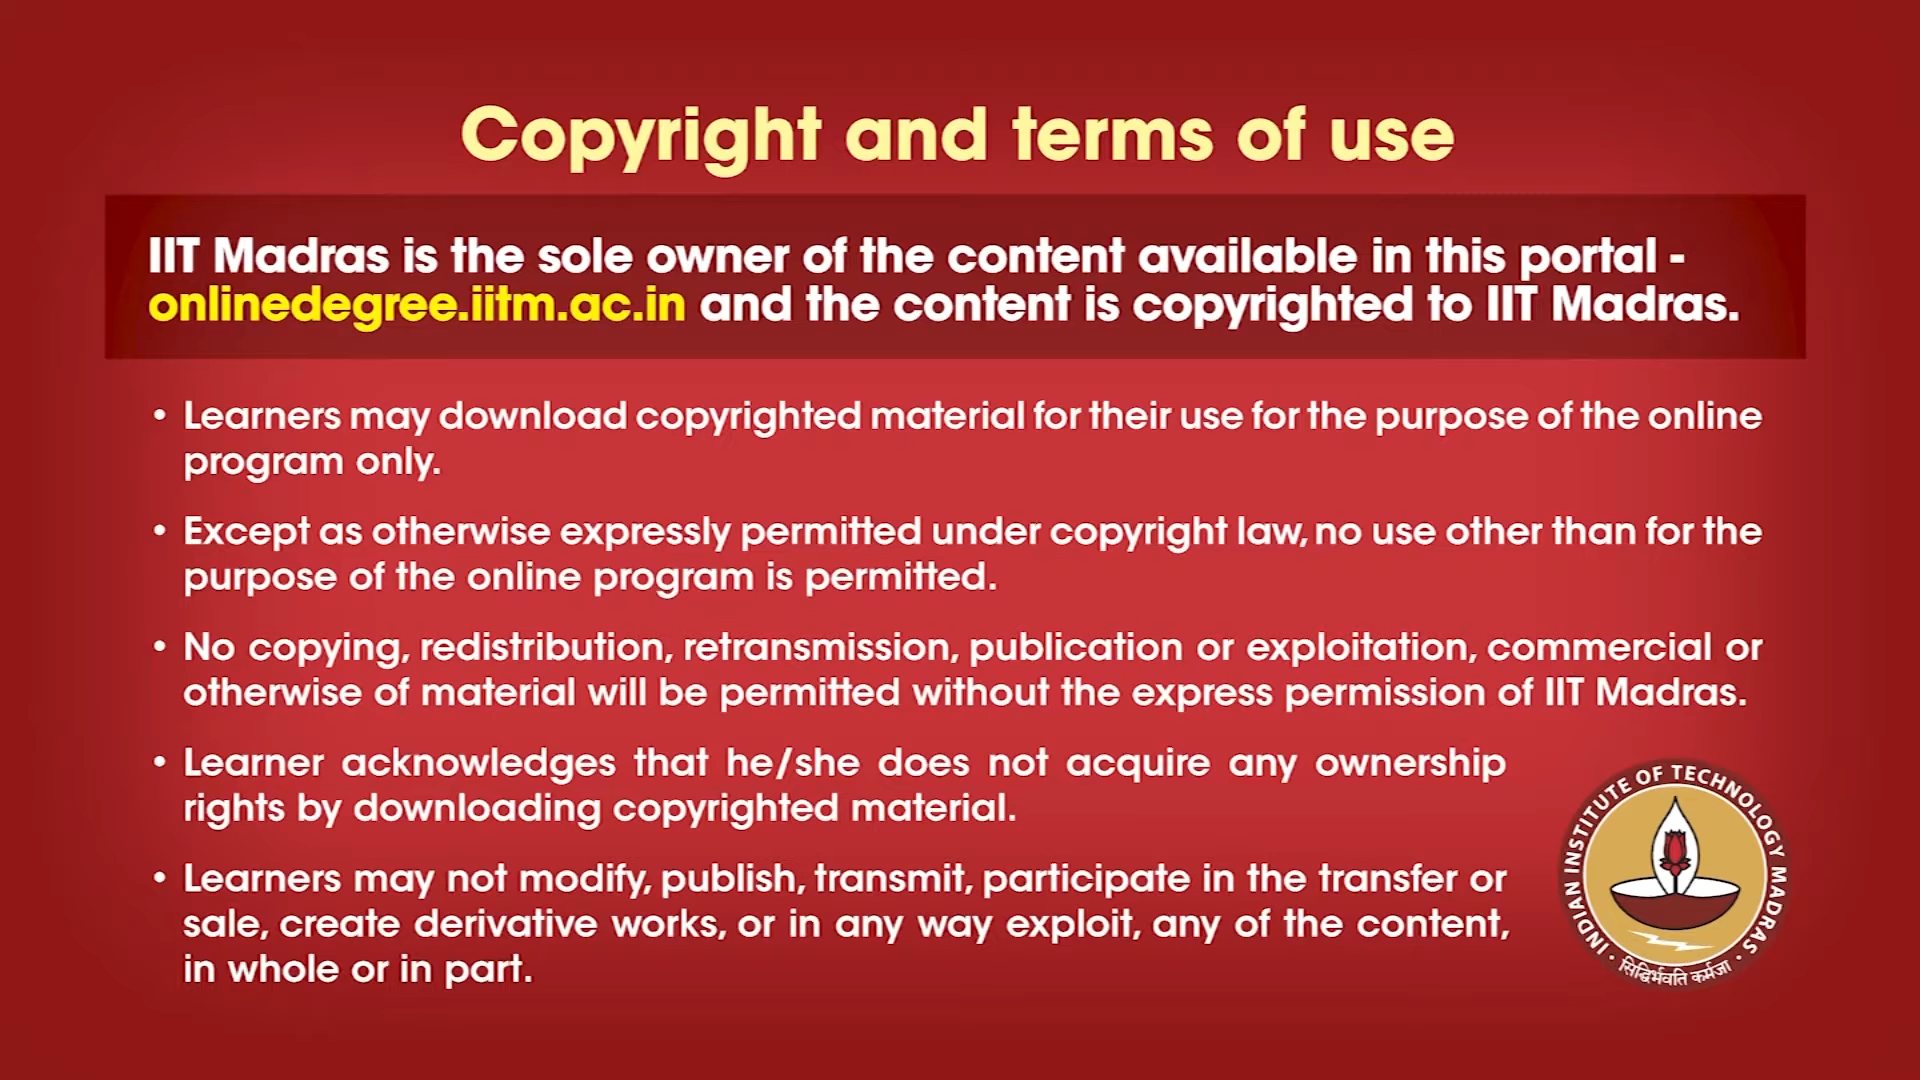 Copyright and terms of use
IIT Madras is the sole owner of the content available in this portal -
onlinedegree.iitm.ac.in and the content is copyrighted to IIT Madras.
• Learners may download copyrighted material for their use for the purpose of the online
program only.
• Except as otherwise expressly permitted under copyright law, no use other than for the
purpose of the online program is permitted.
• No copying, redistribution, retransmission, publication or exploitation, commercial or
otherwise of material will be permitted without the express permission of IIT Madras.
• Learner acknowledges that he/she does not acquire any ownership
rights by downloading copyrighted material.
• Learners may not modify, publish, transmit, participate in the transfer or
sale, create derivative works, or in any way exploit, any of the content,
in whole or in part.
INDIAN INSTITUTE OF TECHNOLOGY MADRAS
सिद्धिर्भवति कर्मजा